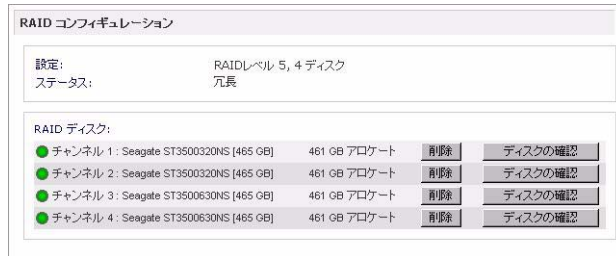 RAID コンフィギュレーション
設定: RAIDレベル 5, 4 ディスク
ステータス: 冗長
RAID ディスク:
チャンネル 1 : Seagate ST3500320NS [465 GB] 461 GB アロケート 削除 ディスクの確認
チャンネル 2 : Seagate ST3500320NS [465 GB] 461 GB アロケート 削除 ディスクの確認
チャンネル 3 : Seagate ST3500630NS [465 GB] 461 GB アロケート 削除 ディスクの確認
チャンネル 4 : Seagate ST3500630NS [465 GB] 461 GB アロケート 削除 ディスクの確認